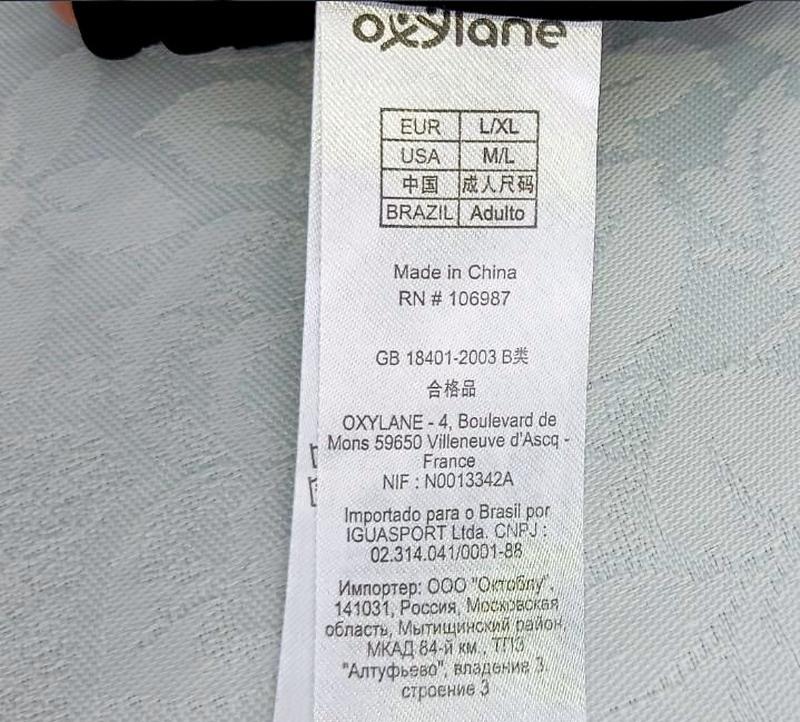 oxylane
EUR L/XL
USA M/L
中国 成人尺码
BRAZIL Adulto
Made in China
RN # 106987
GB 18401-2003 B类
合格品
OXYLANE - 4, Boulevard de
Mons 59650 Villeneuve d'Ascq -
France
NIF : N0013342A
Importado para o Brasil por
IGUASPORT Ltda. CNPJ :
02.314.041/0001-88
Импортер: ООО "Октоблу",
141031, Россия, Московская
область, Мытищинский район,
МКАД 84-й км., ТПЗ
"Алтуфьево", владение 3,
строение 3